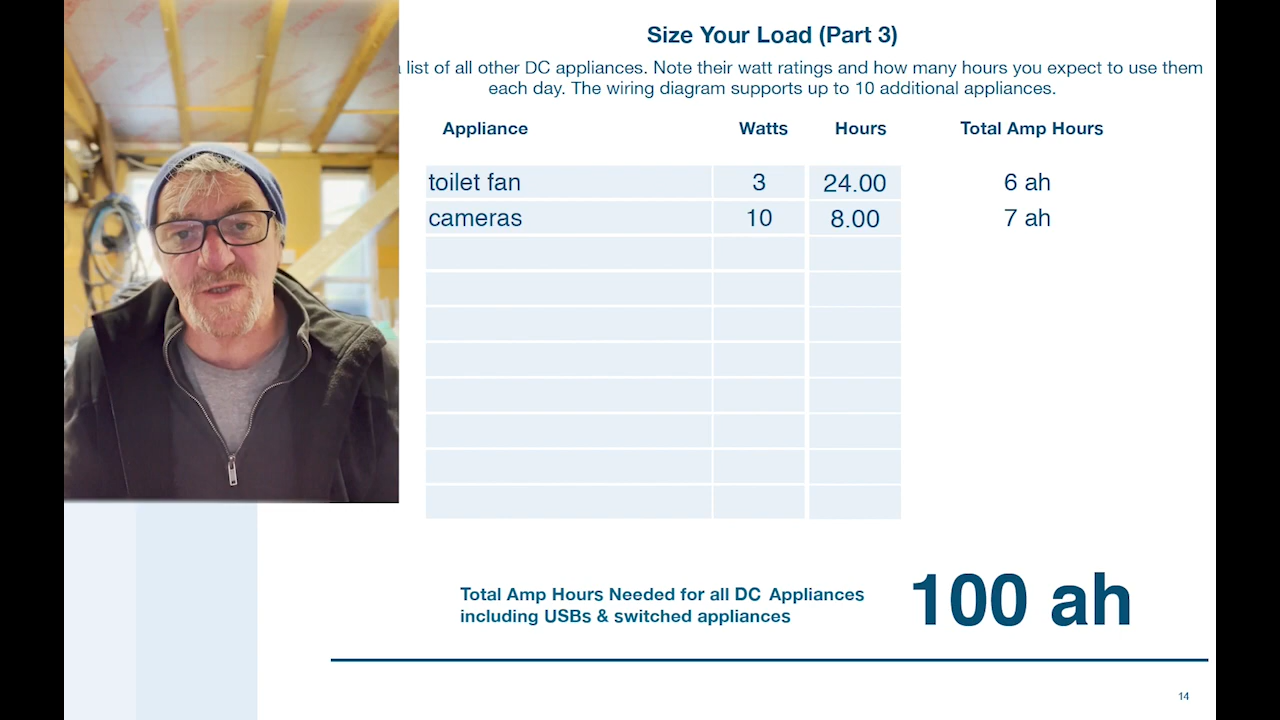 Size Your Load (Part 3)
list of all other DC appliances. Note their watt ratings and how many hours you expect to use them
each day. The wiring diagram supports up to 10 additional appliances.
Appliance Watts Hours Total Amp Hours
toilet fan 3 24.00 6 ah
cameras 10 8.00 7 ah
Total Amp Hours Needed for all DC Appliances
including USBs & switched appliances
100 ah
14